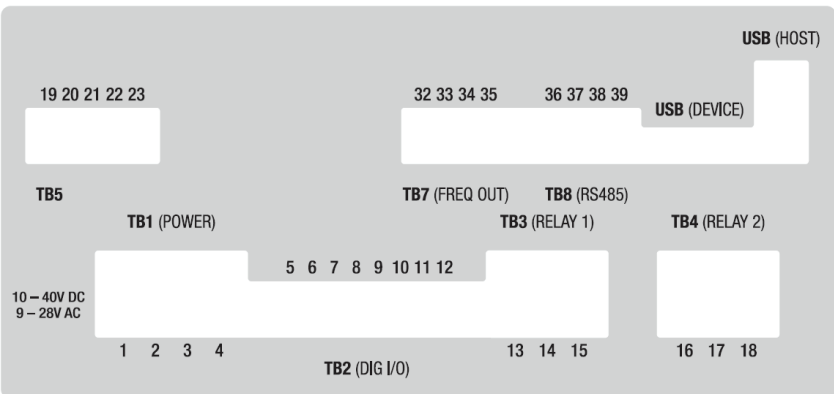 USB (HOST)
19 20 21 22 23
32 33 34 35
36 37 38 39
USB (DEVICE)
TB5
TB7 (FREQ OUT)
TB8 (RS485)
TB1 (POWER)
TB3 (RELAY 1)
TB4 (RELAY 2)
5 6 7 8 9 10 11 12
10 – 40V DC
9 – 28V AC
1 2 3 4
13 14 15
16 17 18
TB2 (DIG I/O)